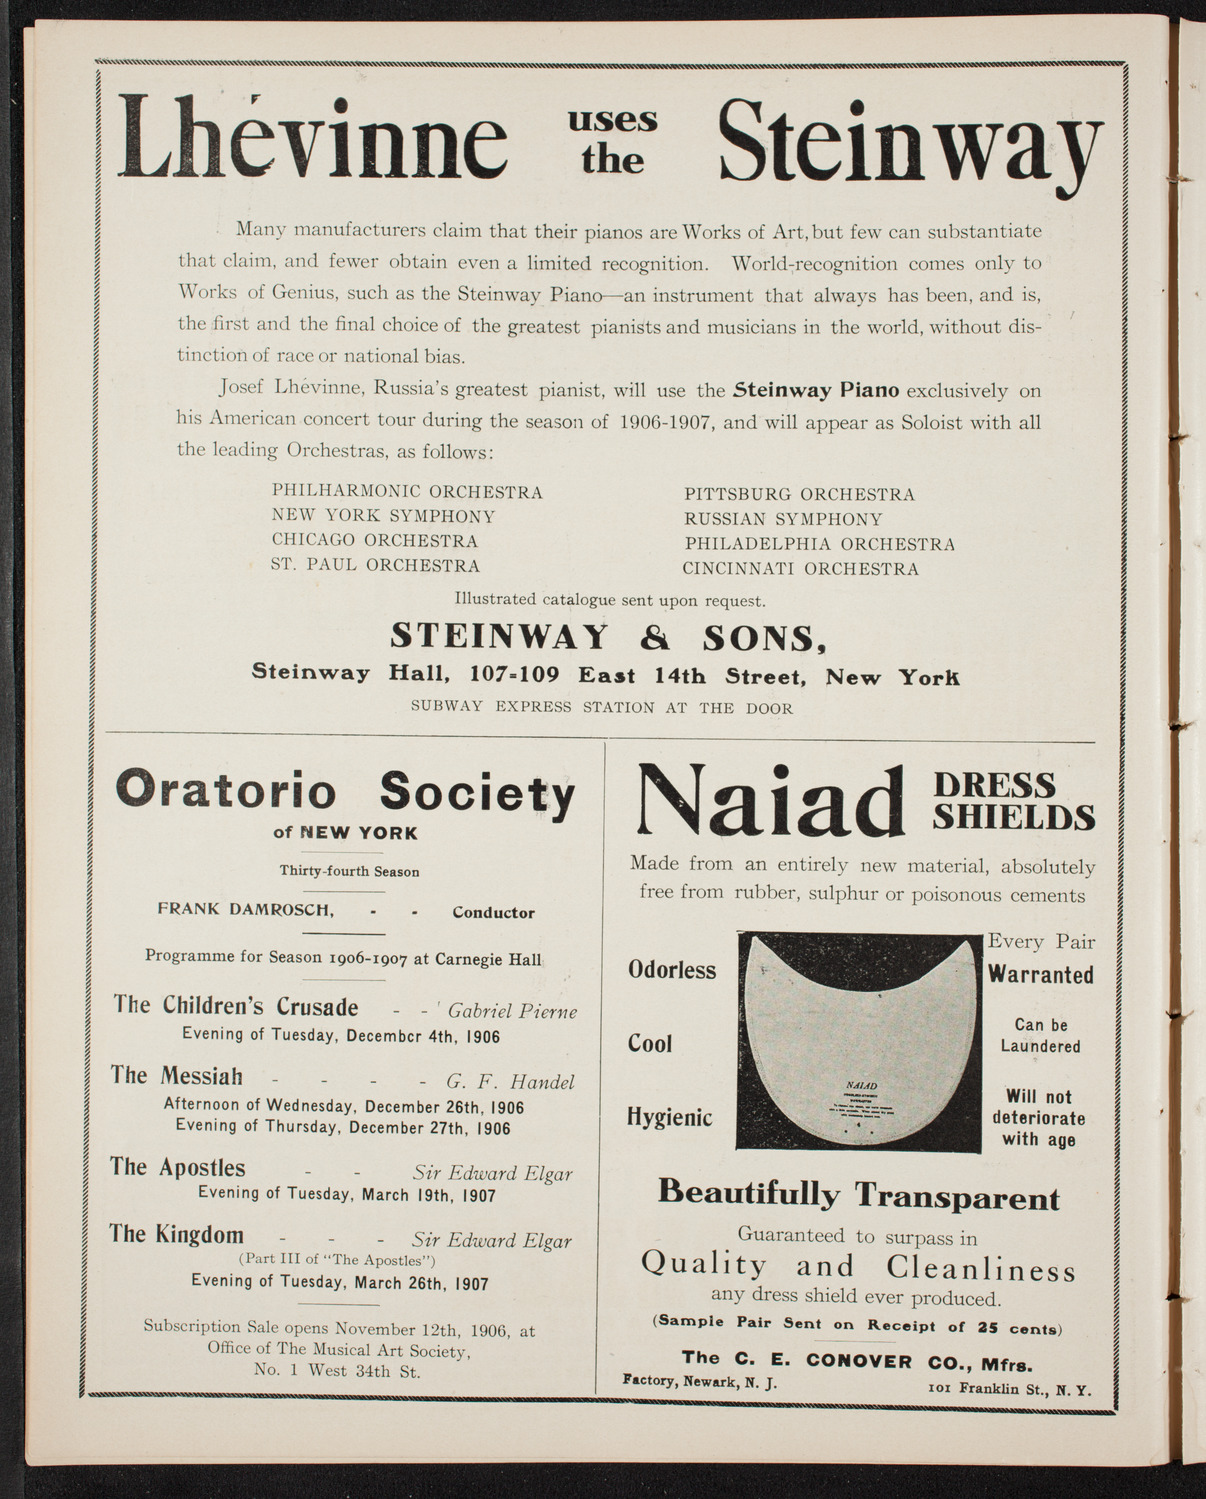 Lhévinne uses the Steinway
Many manufacturers claim that their pianos are Works of Art, but few can substantiate
that claim, and fewer obtain even a limited recognition. World-recognition comes only to
Works of Genius, such as the Steinway Piano—an instrument that always has been, and is,
the first and the final choice of the greatest pianists and musicians in the world, without dis-
tinction of race or national bias.
Josef Lhévinne, Russia's greatest pianist, will use the Steinway Piano exclusively on
his American concert tour during the season of 1906-1907, and will appear as Soloist with all
the leading Orchestras, as follows:
PHILHARMONIC ORCHESTRA
NEW YORK SYMPHONY
CHICAGO ORCHESTRA
ST. PAUL ORCHESTRA
PITTSBURG ORCHESTRA
RUSSIAN SYMPHONY
PHILADELPHIA ORCHESTRA
CINCINNATI ORCHESTRA
Illustrated catalogue sent upon request.
STEINWAY & SONS,
Steinway Hall, 107-109 East 14th Street, New York
SUBWAY EXPRESS STATION AT THE DOOR
Oratorio Society
of NEW YORK
Thirty-fourth Season
FRANK DAMROSCH, - - Conductor
Programme for Season 1906-1907 at Carnegie Hall
The Children's Crusade - - Gabriel Pierne
Evening of Tuesday, December 4th, 1906
The Messiah - - - - G. F. Handel
Afternoon of Wednesday, December 26th, 1906
Evening of Thursday, December 27th, 1906
The Apostles - - Sir Edward Elgar
Evening of Tuesday, March 19th, 1907
The Kingdom - - - Sir Edward Elgar
(Part III of "The Apostles")
Evening of Tuesday, March 26th, 1907
Subscription Sale opens November 12th, 1906, at
Office of The Musical Art Society,
No. 1 West 34th St.
Naiad DRESS SHIELDS
Made from an entirely new material, absolutely
free from rubber, sulphur or poisonous cements
Odorless
Cool
Hygienic
NAIAD
Every Pair
Warranted
Can be
Laundered
Will not
deteriorate
with age
Beautifully Transparent
Guaranteed to surpass in
Quality and Cleanliness
any dress shield ever produced.
(Sample Pair Sent on Receipt of 25 cents)
The C. E. CONOVER CO., Mfrs.
Factory, Newark, N. J. 101 Franklin St., N. Y.